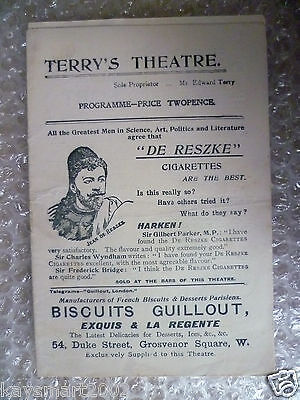 TERRY'S THEATRE.
Sole Proprietor ... Mr Edward Terry
PROGRAMME—PRICE TWOPENCE.
All the Greatest Men in Science, Art, Politics and Literature
agree that
"DE RESZKE"
CIGARETTES
ARE THE BEST.
Is this really so?
Have others tried it?
What do they say?
HARKEN!
Sir Gilbert Parker, M.P.: "I have
found the DE RESZKE CIGARETTES
very satisfactory. The flavour and quality extremely good."
Sir Charles Wyndham writes: "I have found your DE RESZKE
CIGARETTES excellent, with the most agreeable flavour."
Sir Frederick Bridge: "I think the DE RESZKE CIGARETTES
are quite good."
SOLD AT THE BARS OF THIS THEATRE.
Telegrams—"Guillout, London."
Manufacturers of French Biscuits & Desserts Parisiens.
BISCUITS GUILLOUT,
EXQUIS & LA REGENTE
The Latest Delicacies for Desserts, Ices, &c., &c.
54, Duke Street, Grosvenor Square, W.
Exclusively Supplied to this Theatre.
kaysmart2002